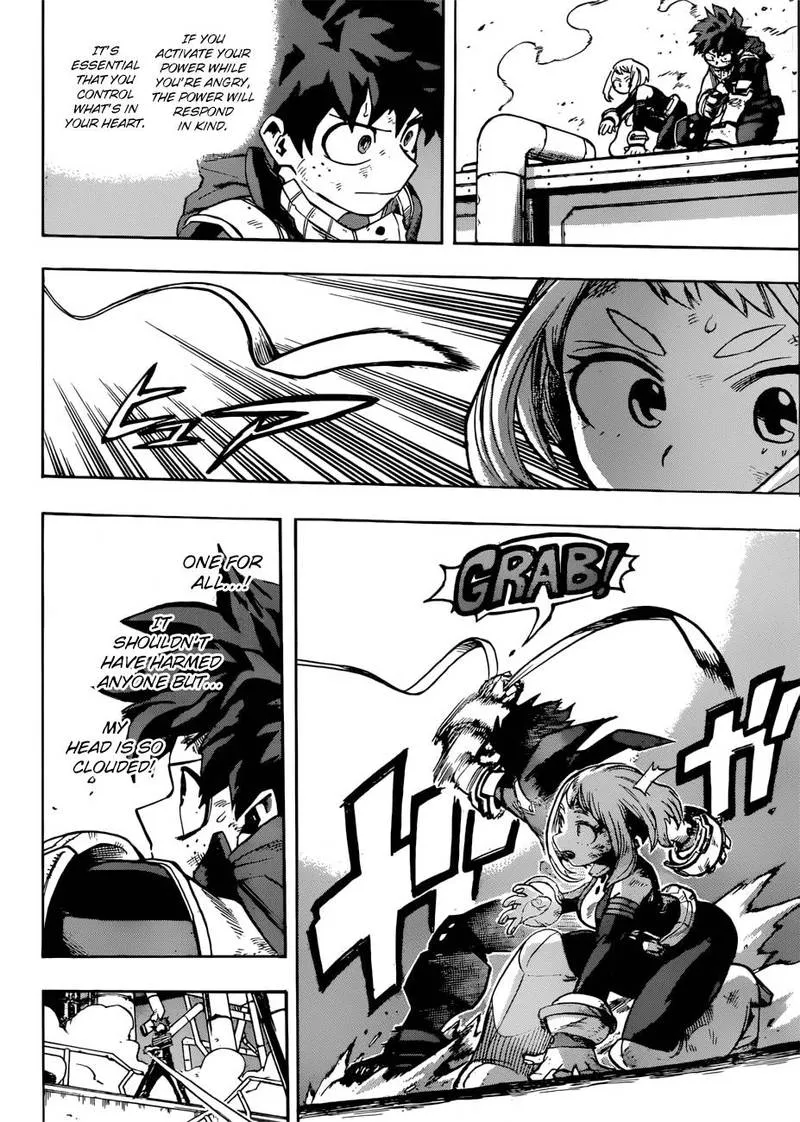 IF YOU
ACTIVATE YOUR
POWER WHILE
YOU'RE ANGRY,
THE POWER WILL
RESPOND
IN KIND.
IT'S
ESSENTIAL
THAT YOU
CONTROL
WHAT'S IN
YOUR HEART.
ヒュア
GRAB!
ガガ
ONE FOR
ALL...!
IT
SHOULDN'T
HAVE HARMED
ANYONE BUT...
MY
HEAD IS SO
CLOUDED!